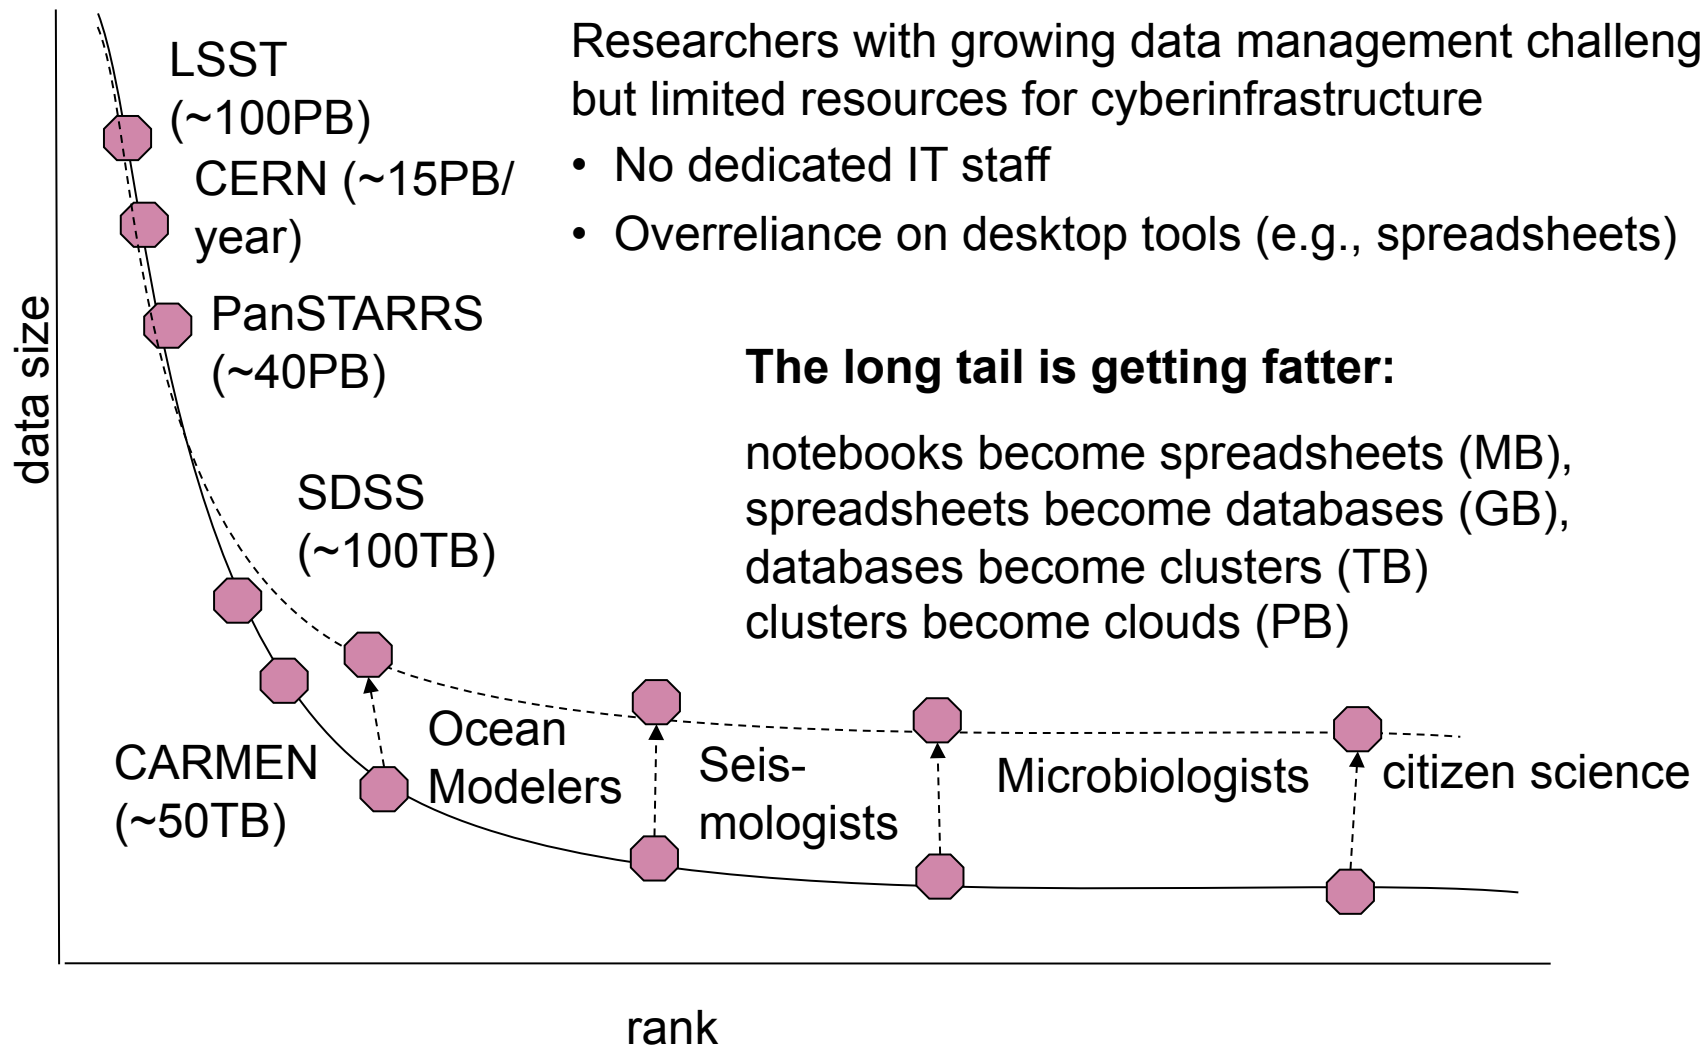 LSST
(~100PB)
CERN (~15PB/
year)
PanSTARRS
(~40PB)
SDSS
(~100TB)
CARMEN
(~50TB)
Researchers with growing data management challeng
but limited resources for cyberinfrastructure
• No dedicated IT staff
• Overreliance on desktop tools (e.g., spreadsheets)
The long tail is getting fatter:
notebooks become spreadsheets (MB),
spreadsheets become databases (GB),
databases become clusters (TB)
clusters become clouds (PB)
Ocean
Modelers
Seis-
mologists
Microbiologists
citizen science
data size
rank